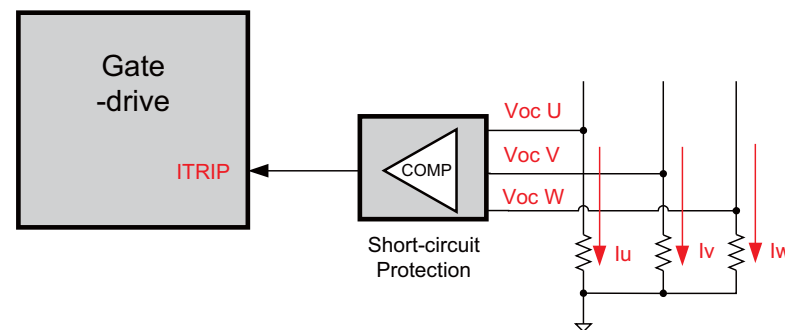 Gate
-drive
ITRIP
COMP
Short-circuit
Protection
Voc U
Voc V
Voc W
Iu
Iv
Iw